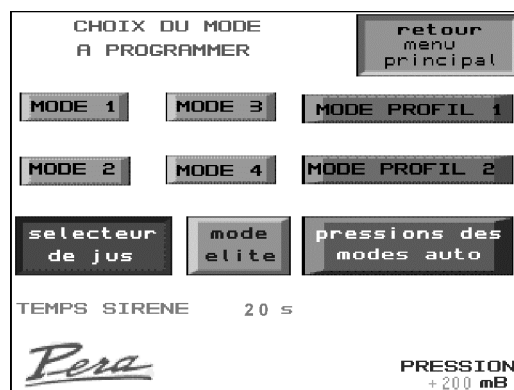 CHOIX DU MODE
A PROGRAMMER
retour
menu
principal
MODE 1
MODE 3
MODE PROFIL 1
MODE 2
MODE 4
MODE PROFIL 2
selecteur
de jus
mode
elite
pressions des
modes auto
TEMPS SIRENE 20 s
Pera
PRESSION
+200 mB